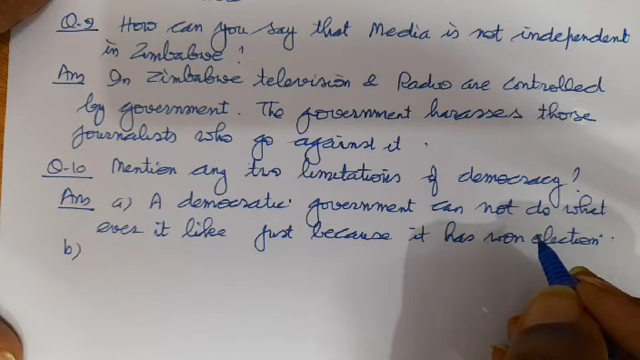 Q.9 How can you say that Media is not independent
in Zimbabwe?
Ans In Zimbabwe television & Radio are controlled
by government. The government harasses those
journalists who go against it.
Q-10 Mention any two limitations of democracy?
Ans a) A democratic government can not do what
ever it like just because it has won election.
b)